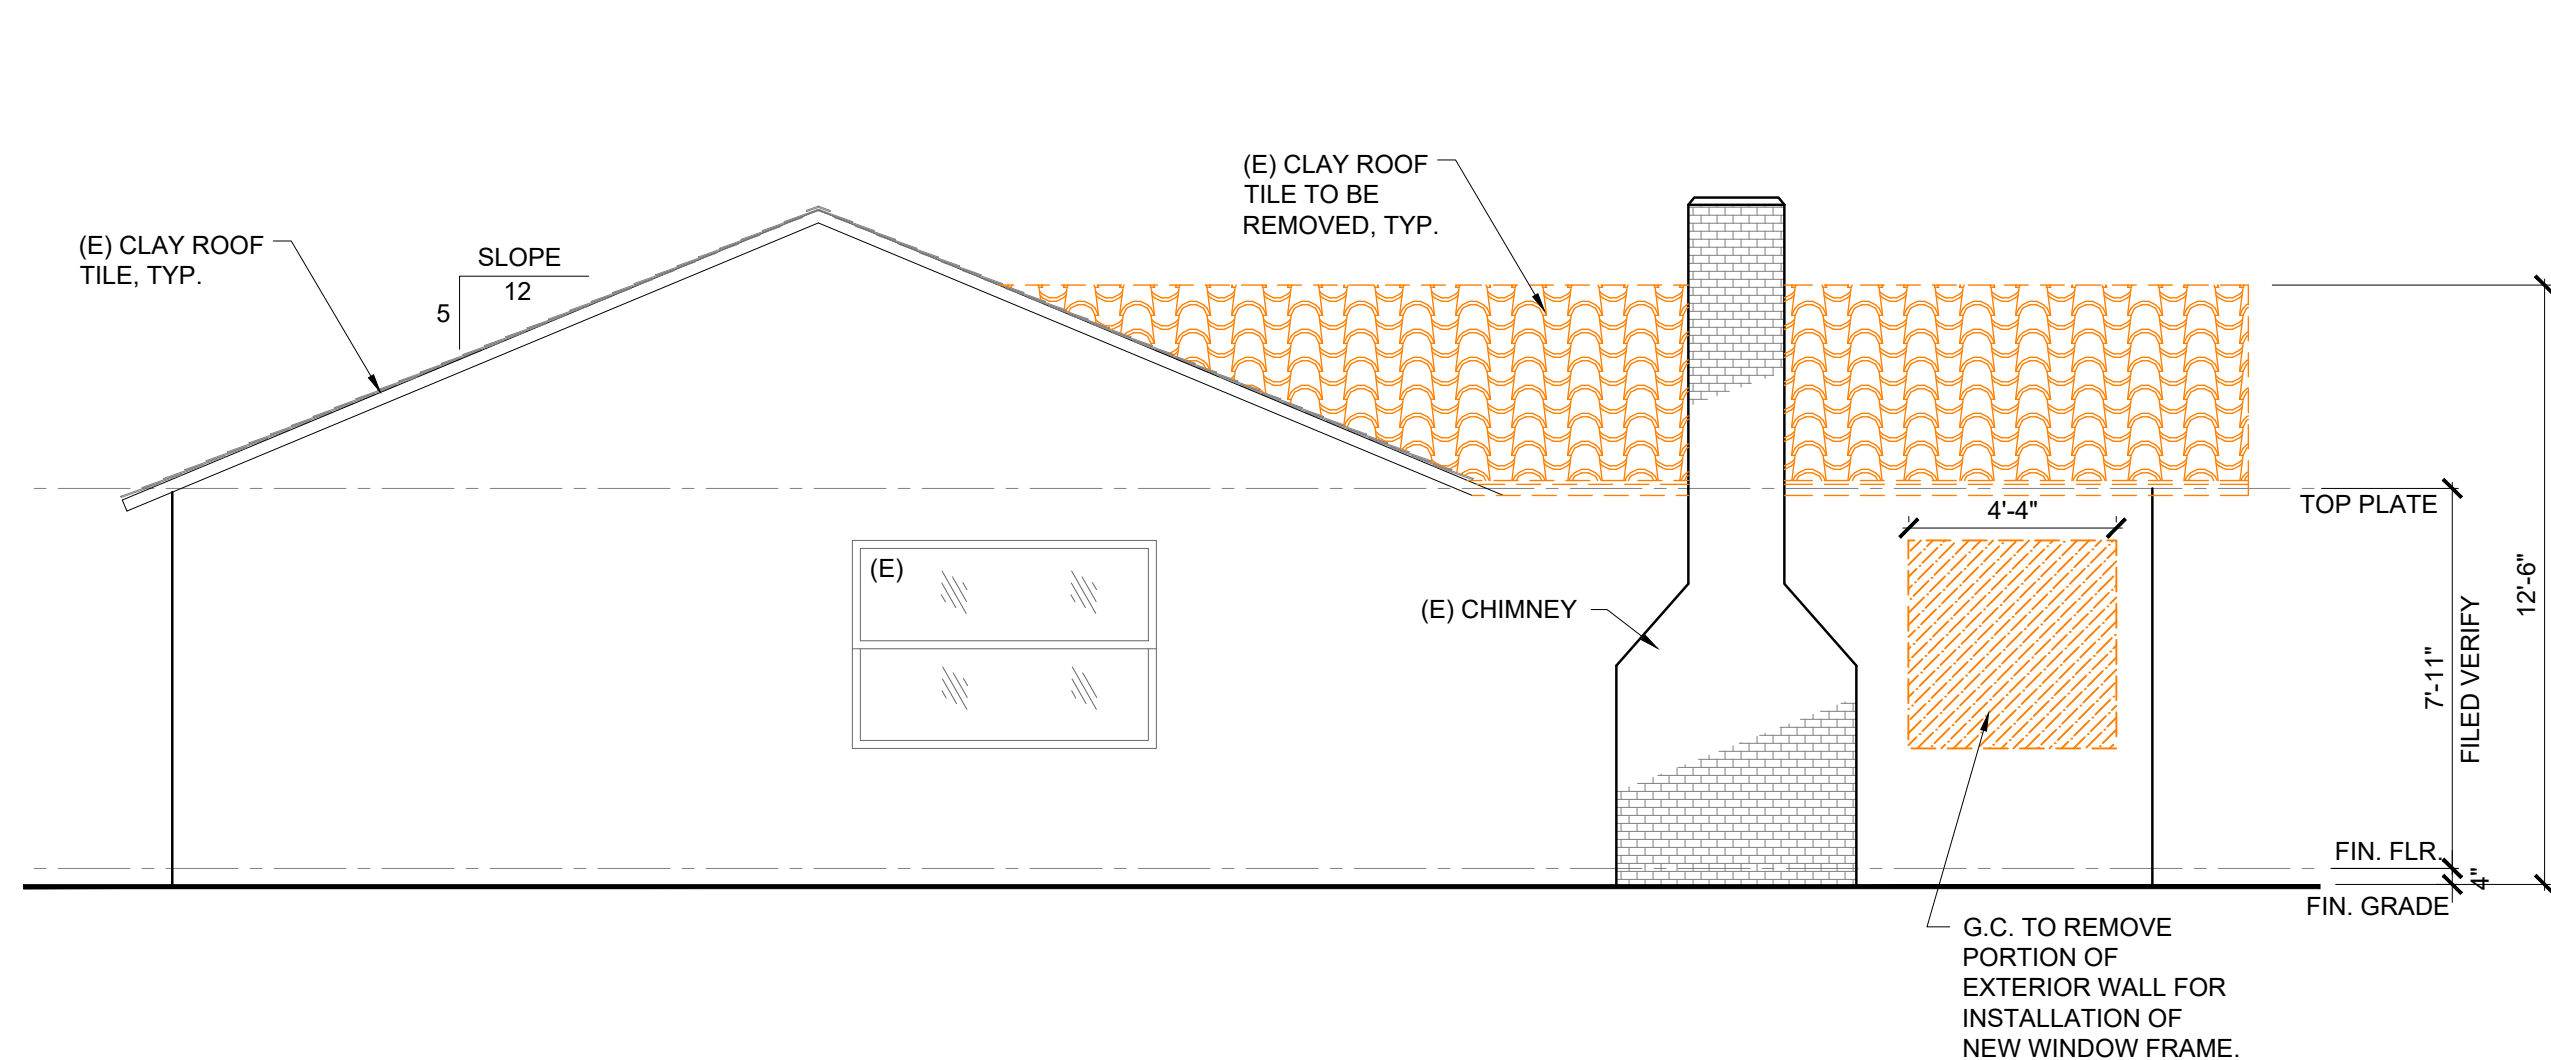 (E) CLAY ROOF
TILE TO BE
REMOVED, TYP.
(E) CLAY ROOF
TILE, TYP.
SLOPE
12
5
TOP PLATE
4'-4"
(E)
(E) CHIMNEY
12'-6"
7'-11"
FILED VERIFY
FIN. FLR.
4"
FIN. GRADE
G.C. TO REMOVE
PORTION OF
EXTERIOR WALL FOR
INSTALLATION OF
NEW WINDOW FRAME.